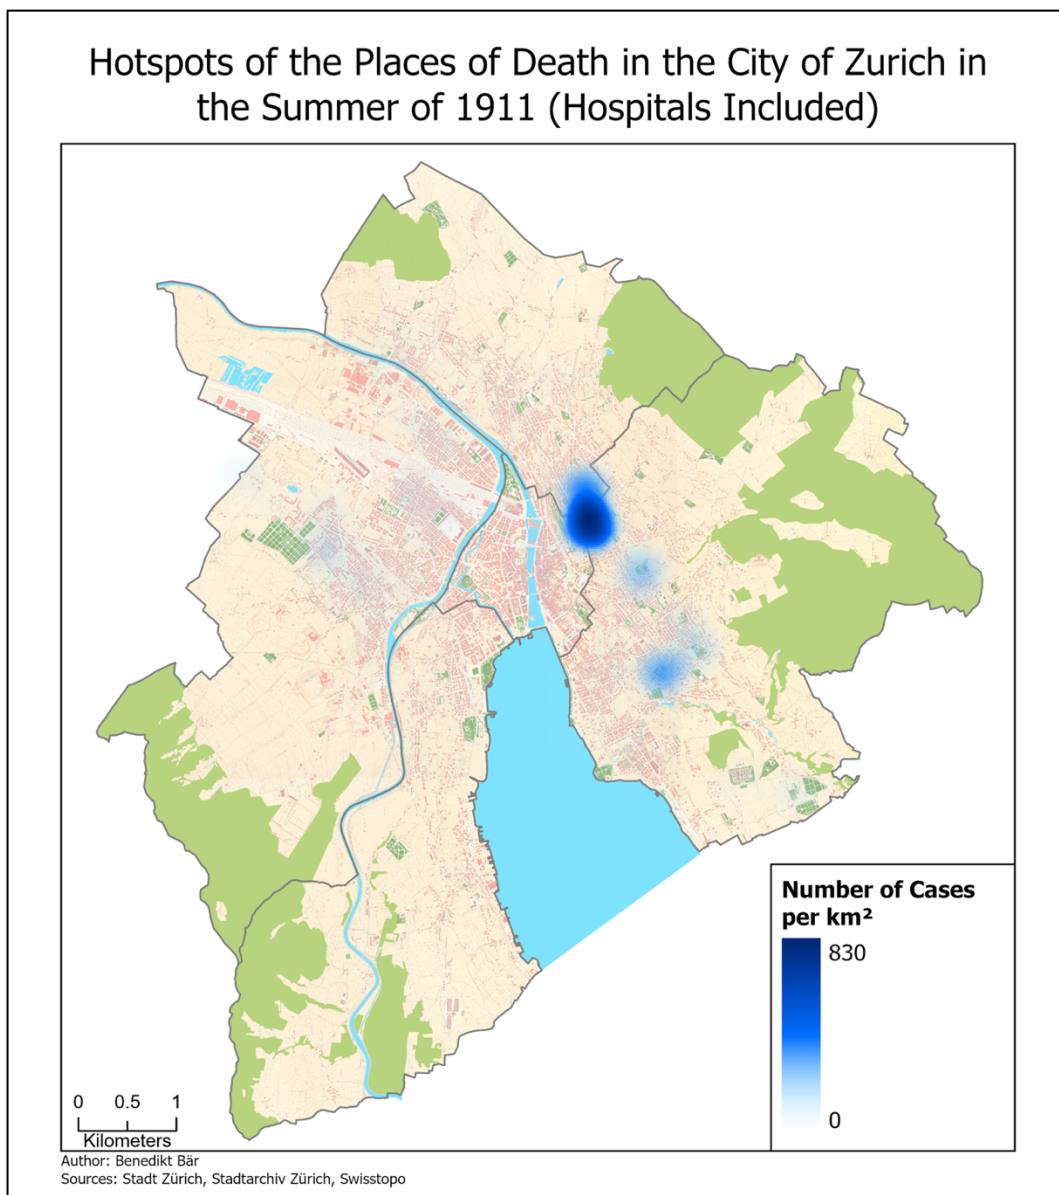 Hotspots of the Places of Death in the City of Zurich in
the Summer of 1911 (Hospitals Included)
Number of Cases
per km²
830
0
0 0.5 1
Kilometers
Author: Benedikt Bär
Sources: Stadt Zürich, Stadtarchiv Zürich, Swisstopo